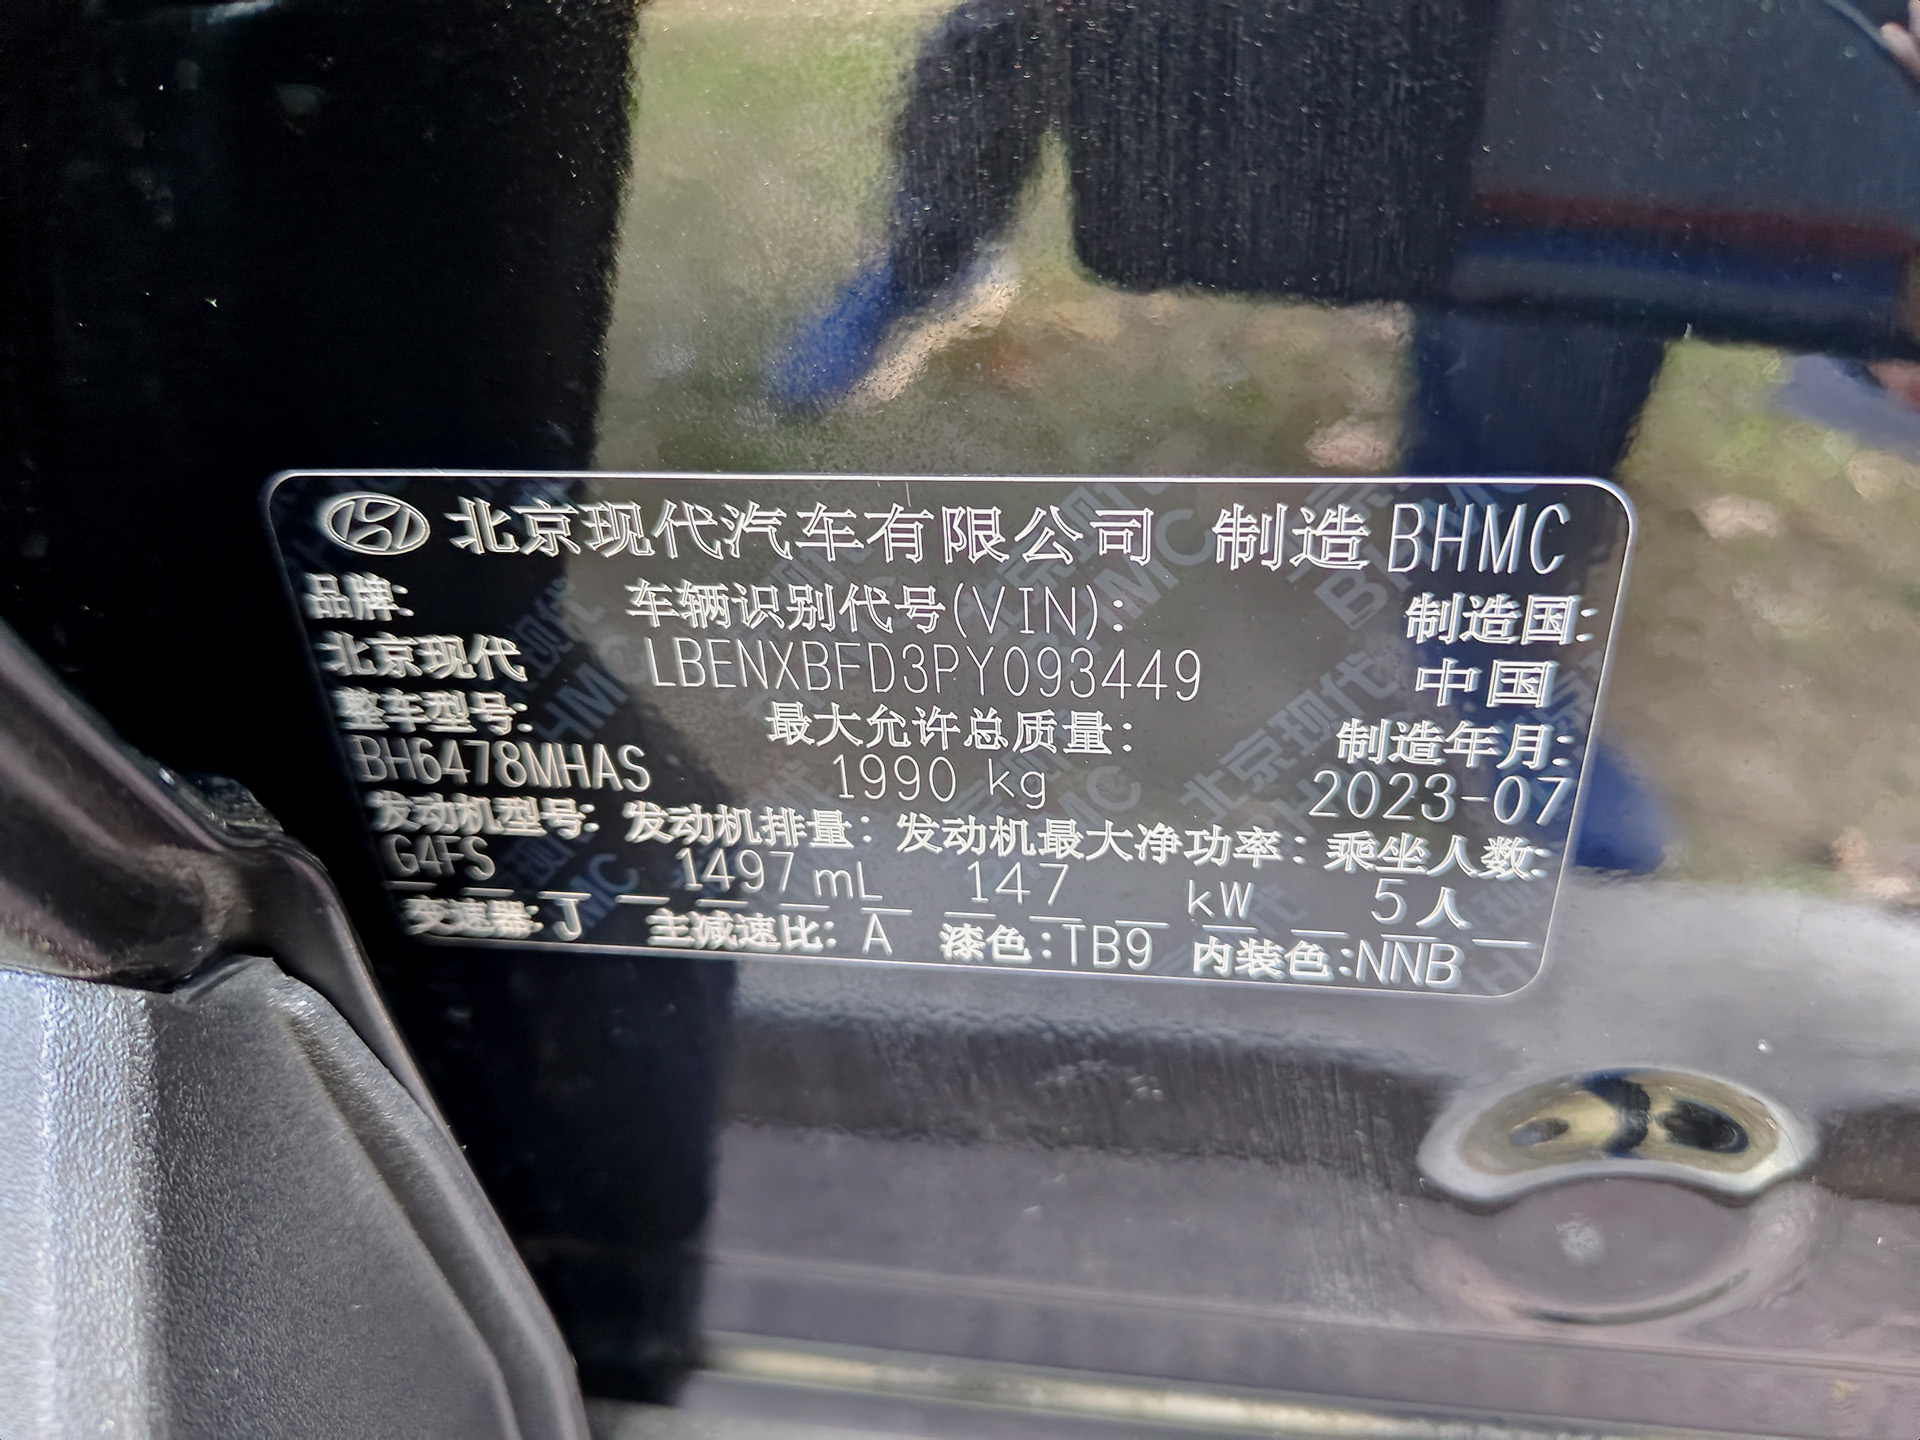 北京现代汽车有限公司 制造 BHMC
品牌: 车辆识别代号(VIN): 制造国:
北京现代 LBENXBFD3PY093449 中国
整车型号: 最大允许总质量: 制造年月:
BH6478MHAS 1990 kg 2023-07
发动机型号: 发动机排量: 发动机最大净功率: 乘坐人数:
G4FS 1497 mL 147 kW 5人
变速器: J 主减速比: A 漆色: TB9 内装色: NNB